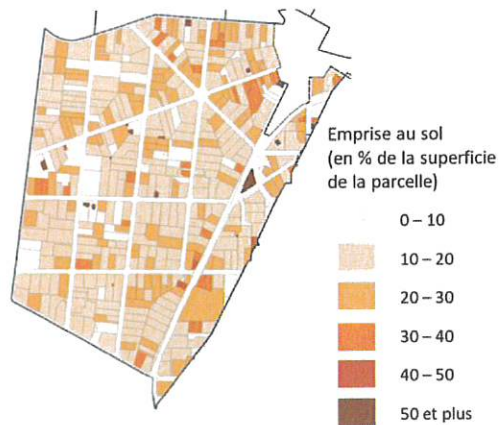 Emprise au sol
(en % de la superficie
de la parcelle)
0 – 10
10 – 20
20 – 30
30 – 40
40 – 50
50 et plus